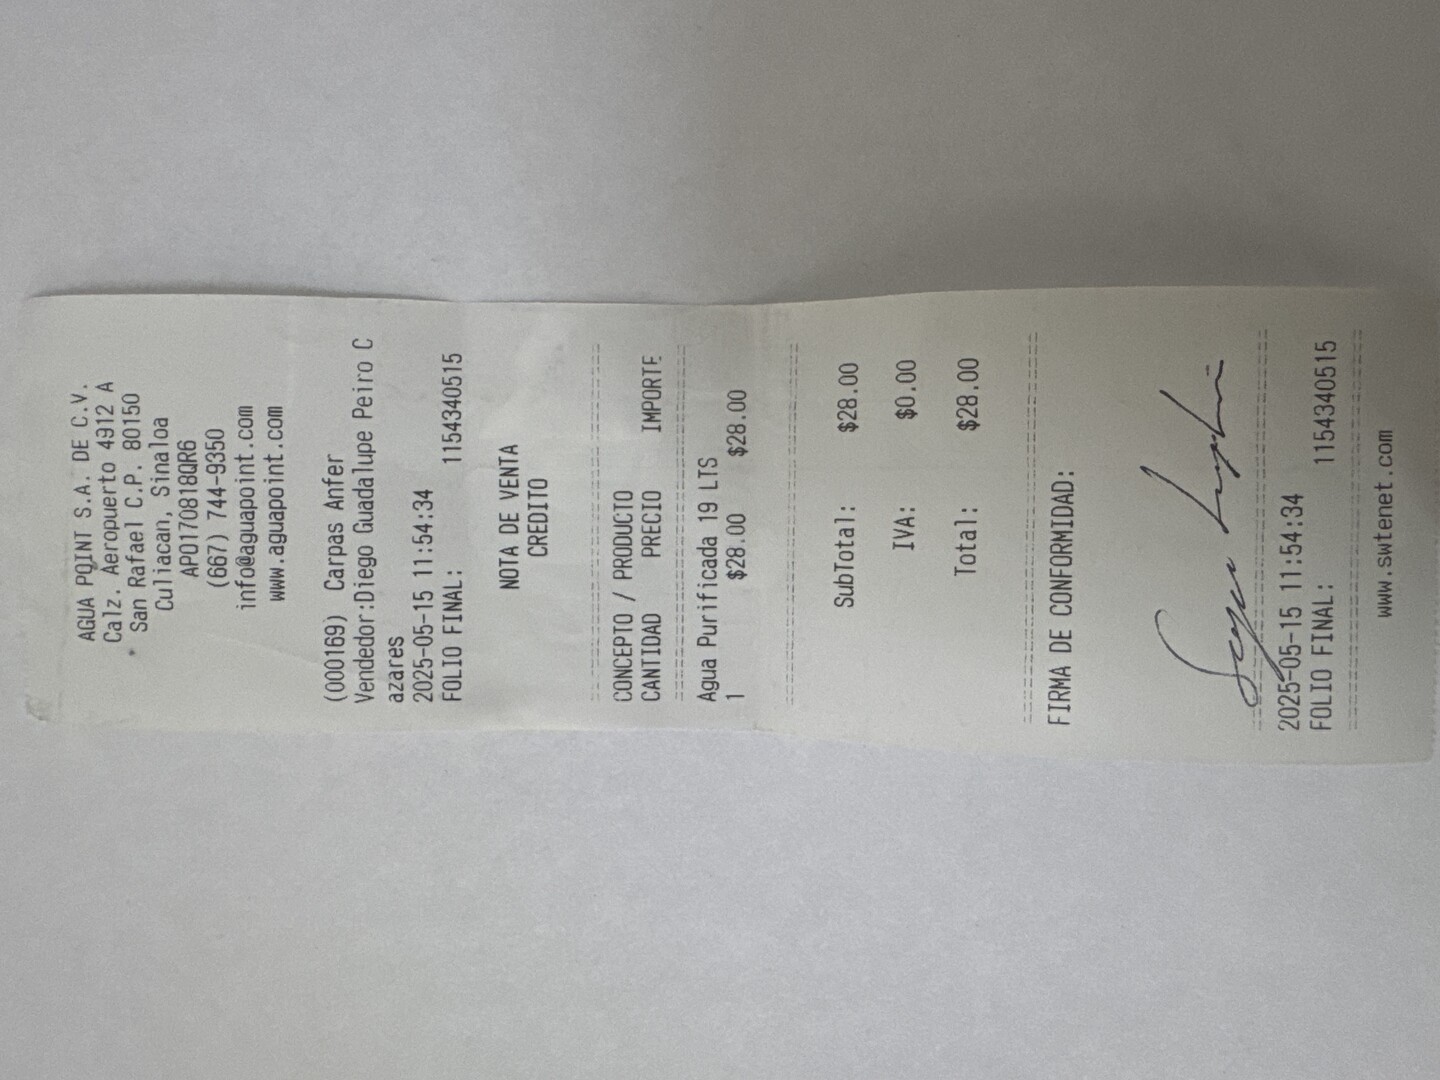 AGUA POINT S.A. DE C.V.
Calz. Aeropuerto 4912 A
San Rafael C.P. 80150
Culiacan, Sinaloa
APO170818QR6
(667) 744-9350
info@aguapoint.com
www.aguapoint.com
(000169) Carpas Anfer
Vendedor:Diego Guadalupe Peiro C
azares
2025-05-15 11:54:34
FOLIO FINAL: 1154340515
NOTA DE VENTA
CREDITO
CONCEPTO / PRODUCTO
CANTIDAD PRECIO IMPORTE
Agua Purificada 19 LTS
1 $28.00 $28.00
SubTotal: $28.00
IVA: $0.00
Total: $28.00
FIRMA DE CONFORMIDAD:
2025-05-15 11:54:34
FOLIO FINAL: 1154340515
www.swtenet.com